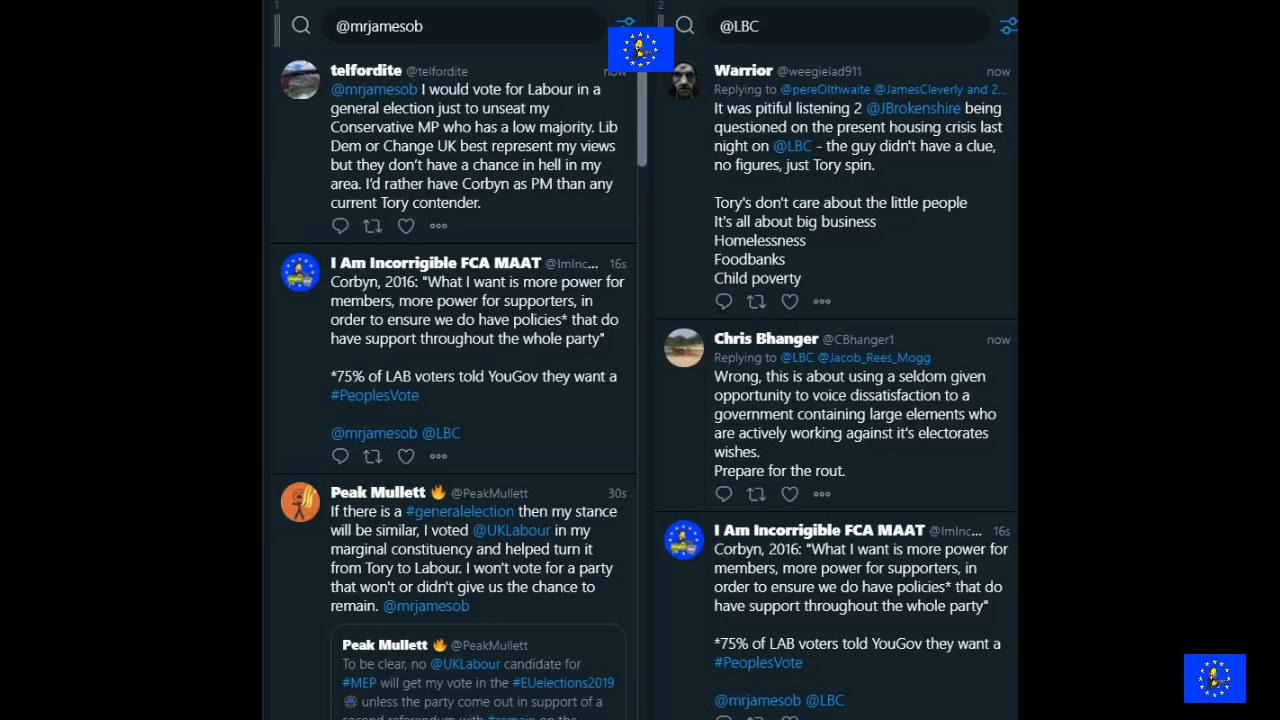 1
@mrjamesob
telfordite @telfordite now
@mrjamesob I would vote for Labour in a
general election just to unseat my
Conservative MP who has a low majority. Lib
Dem or Change UK best represent my views
but they don't have a chance in hell in my
area. I'd rather have Corbyn as PM than any
current Tory contender.
I Am Incorrigible FCA MAAT @ImInc... 16s
Corbyn, 2016: "What I want is more power for
members, more power for supporters, in
order to ensure we do have policies* that do
have support throughout the whole party"
*75% of LAB voters told YouGov they want a
#PeoplesVote
@mrjamesob @LBC
Peak Mullett @PeakMullett 30s
If there is a #generalelection then my stance
will be similar, I voted @UKLabour in my
marginal constituency and helped turn it
from Tory to Labour. I won't vote for a party
that won't or didn't give us the chance to
remain. @mrjamesob
Peak Mullett @PeakMullett
To be clear, no @UKLabour candidate for
#MEP will get my vote in the #EUelections2019
unless the party come out in support of a
second referendum with #remain on the
2
@LBC
Warrior @weegielad911 now
Replying to @pereOlthwaite @JamesCleverly and 2...
It was pitiful listening 2 @JBrokenshire being
questioned on the present housing crisis last
night on @LBC - the guy didn't have a clue,
no figures, just Tory spin.
Tory's don't care about the little people
It's all about big business
Homelessness
Foodbanks
Child poverty
Chris Bhanger @CBhanger1 now
Replying to @LBC @Jacob_Rees_Mogg
Wrong, this is about using a seldom given
opportunity to voice dissatisfaction to a
government containing large elements who
are actively working against it's electorates
wishes.
Prepare for the rout.
I Am Incorrigible FCA MAAT @ImInc... 16s
Corbyn, 2016: "What I want is more power for
members, more power for supporters, in
order to ensure we do have policies* that do
have support throughout the whole party"
*75% of LAB voters told YouGov they want a
#PeoplesVote
@mrjamesob @LBC